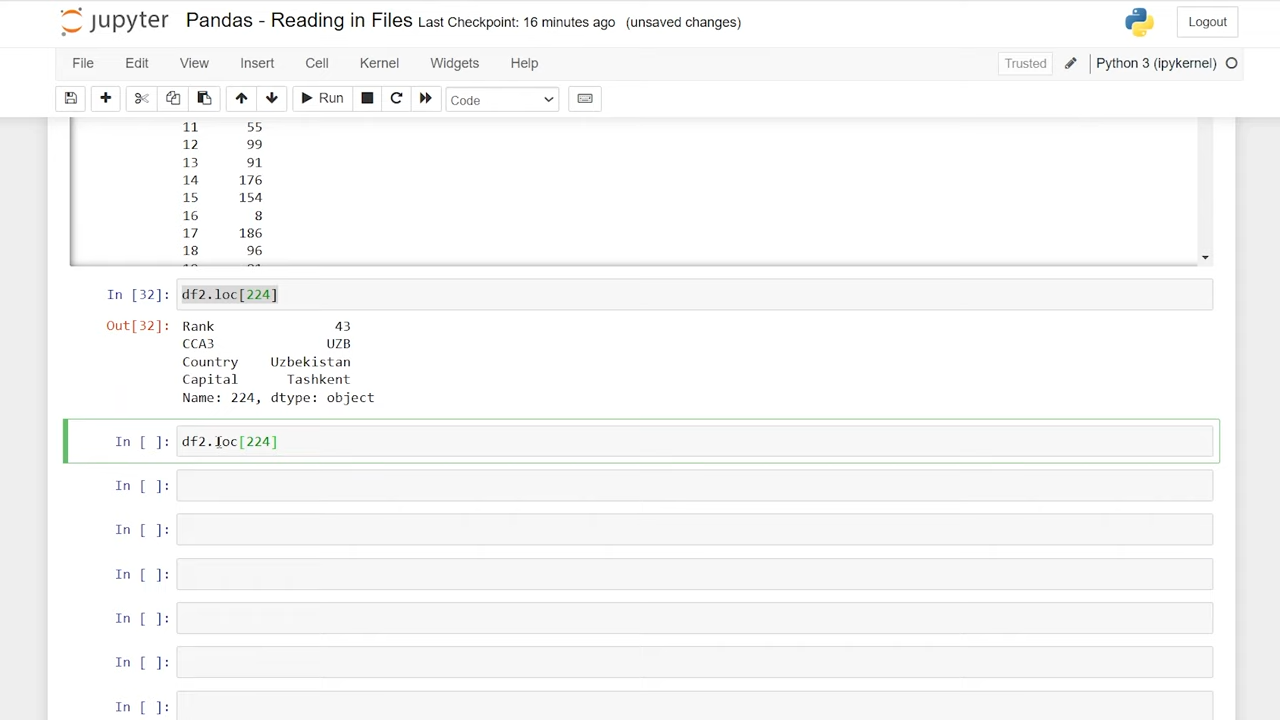 jupyter Pandas - Reading in Files Last Checkpoint: 16 minutes ago (unsaved changes) Logout
File Edit View Insert Cell Kernel Widgets Help Trusted Python 3 (ipykernel)
Run Code
11 55
12 99
13 91
14 176
15 154
16 8
17 186
18 96
In [32]: df2.loc[224]
Out[32]: Rank 43
CCA3 UZB
Country Uzbekistan
Capital Tashkent
Name: 224, dtype: object
In [ ]: df2.loc[224]
In [ ]:
In [ ]:
In [ ]:
In [ ]:
In [ ]:
In [ ]: